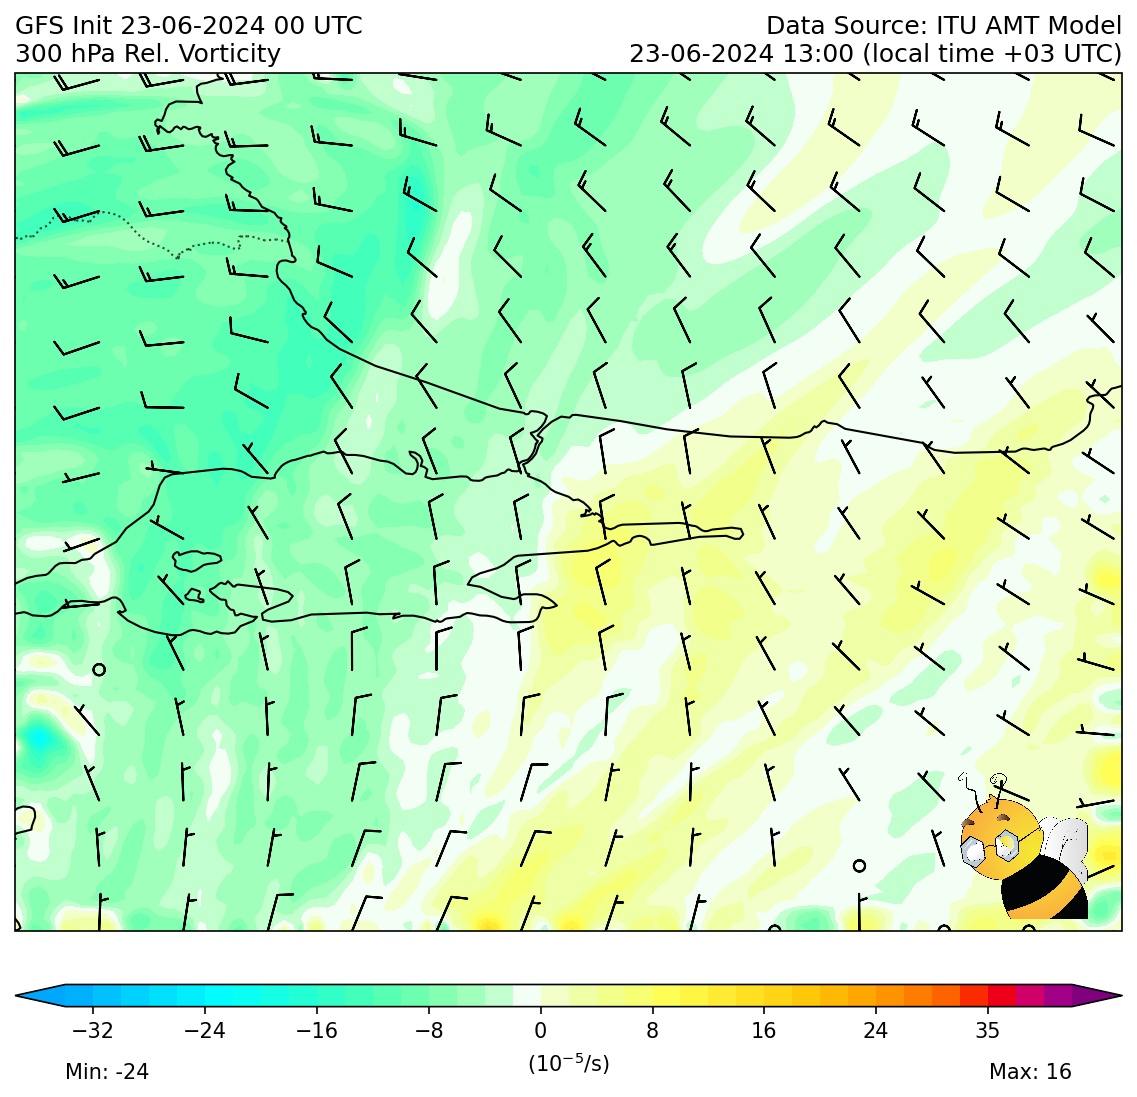 GFS Init 23-06-2024 00 UTC
Data Source: ITU AMT Model
300 hPa Rel. Vorticity
23-06-2024 13:00 (local time +03 UTC)
−32 −24 −16 −8 0 8 16 24 35
(10⁻⁵/s)
Min: -24
Max: 16